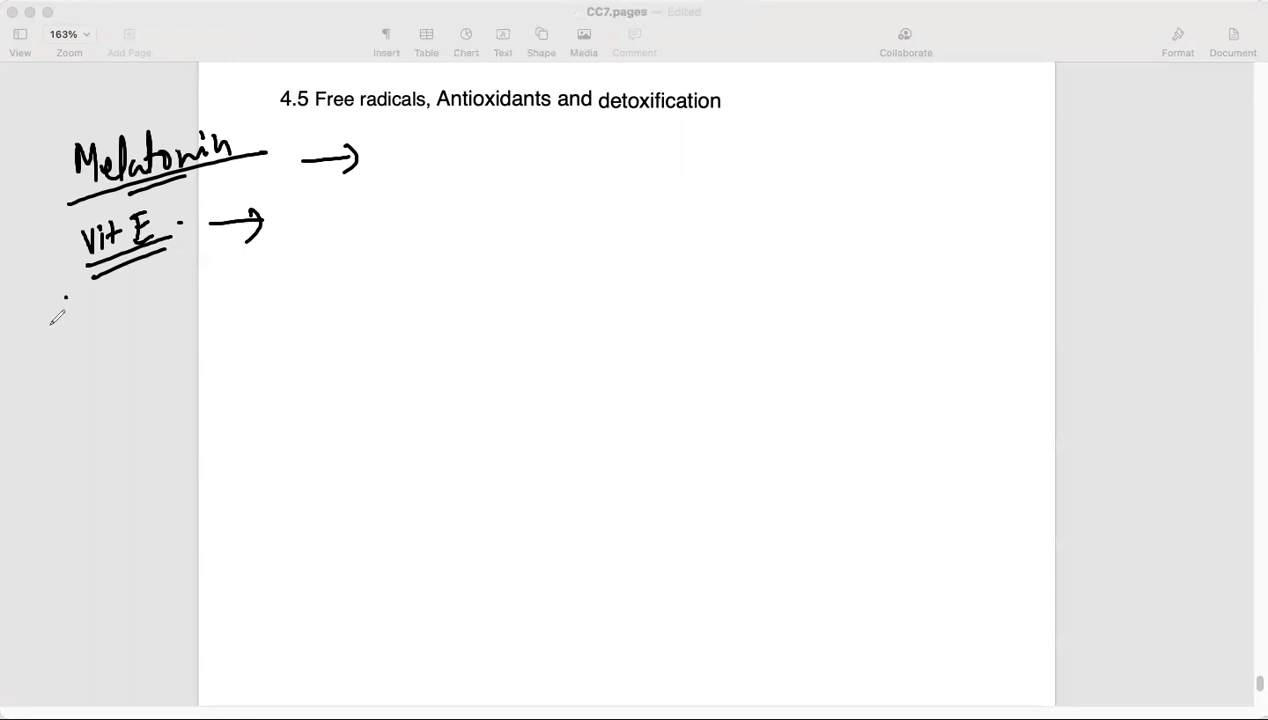 CC7.pages — Edited
163%
View Zoom Add Page Insert Table Chart Text Shape Media Comment Collaborate Format Document
4.5 Free radicals, Antioxidants and detoxification
Melatonin →
Vit E . →